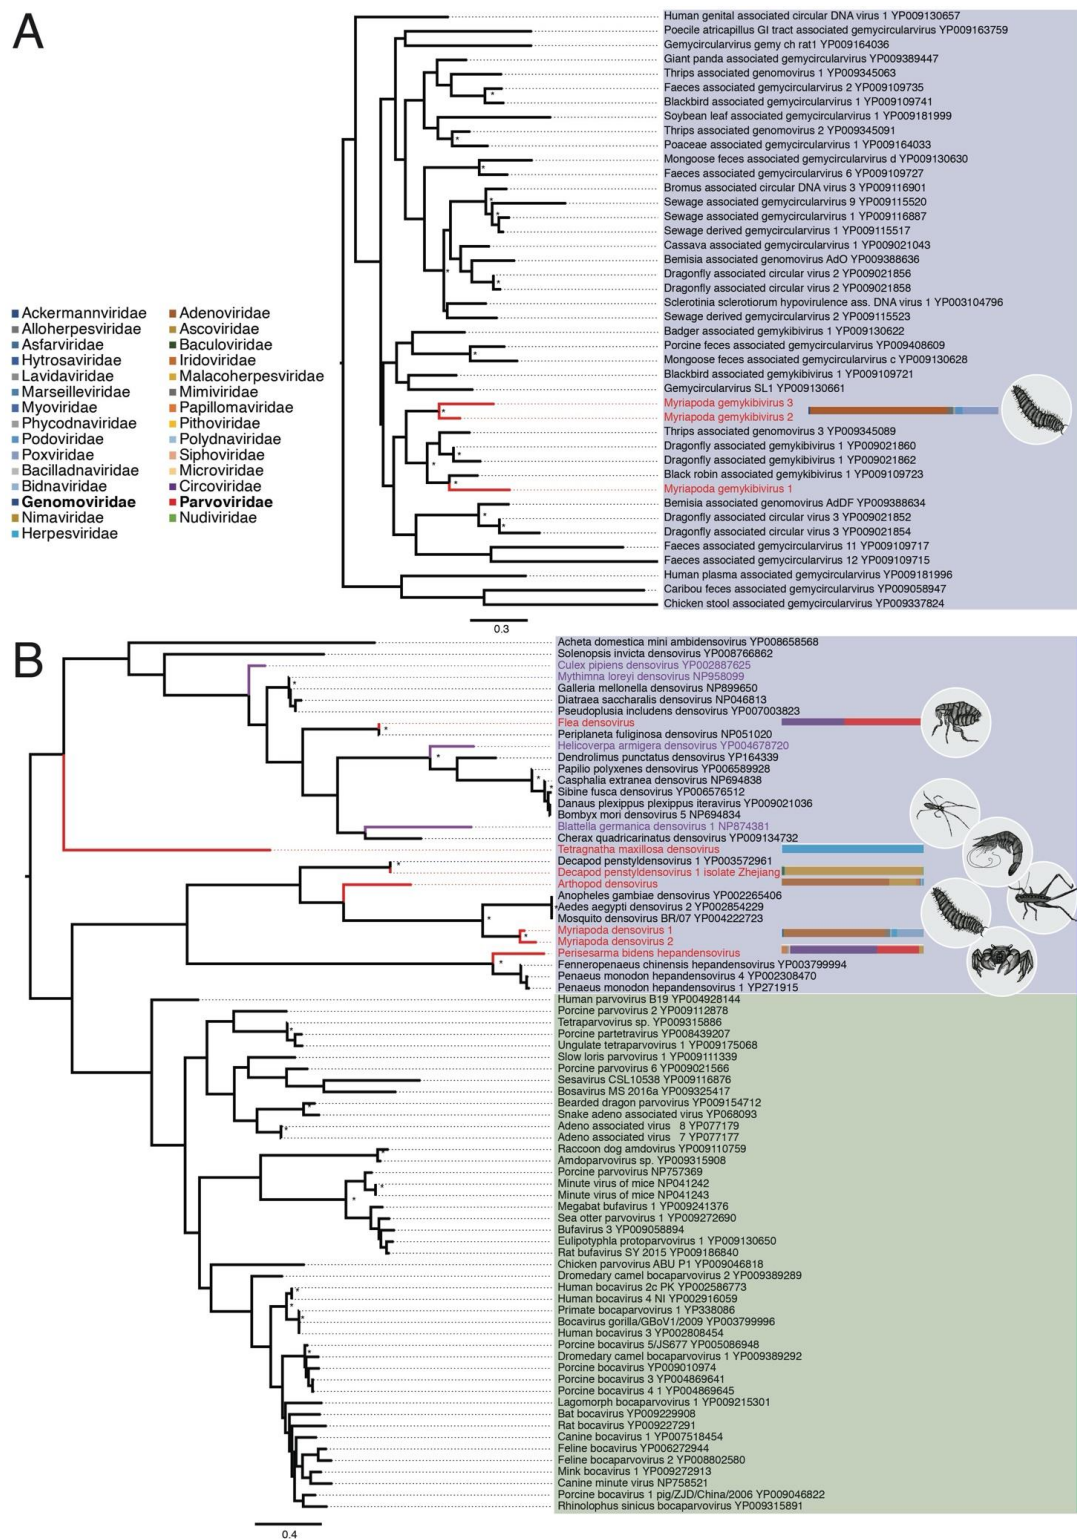 A
Human genital associated circular DNA virus 1 YP009130657
Poecile atricapillus GI tract associated gemycircularvirus YP009163759
Gemycircularvirus gemy ch rat1 YP009164036
Giant panda associated gemycircularvirus YP009389447
Thrips associated genomovirus 1 YP009345063
Faeces associated gemycircularvirus 2 YP009109735
Blackbird associated gemycircularvirus 1 YP009109741
Soybean leaf associated gemycircularvirus 1 YP009181999
Thrips associated genomovirus 2 YP009345091
Poaceae associated gemycircularvirus 1 YP009164033
Mongoose feces associated gemycircularvirus d YP009130630
Faeces associated gemycircularvirus 6 YP009109727
Bromus associated circular DNA virus 3 YP009116901
Sewage associated gemycircularvirus 9 YP009115520
Sewage associated gemycircularvirus 1 YP009116887
Sewage derived gemycircularvirus 1 YP009115517
Cassava associated gemycircularvirus 1 YP009021043
Bemisia associated genomovirus AdO YP009388636
Dragonfly associated circular virus 2 YP009021856
Dragonfly associated circular virus 2 YP009021858
Sclerotinia sclerotiorum hypovirulence ass. DNA virus 1 YP003104796
Sewage derived gemycircularvirus 2 YP009115523
Badger associated gemykibivirus 1 YP009130622
Porcine feces associated gemycircularvirus YP009408609
Mongoose feces associated gemycircularvirus c YP009130628
Blackbird associated gemykibivirus 1 YP009109721
Gemycircularvirus SL1 YP009130661
Myriapoda gemykibivirus 3
Myriapoda gemykibivirus 2
Thrips associated genomovirus 3 YP009345089
Dragonfly associated gemykibivirus 1 YP009021860
Dragonfly associated gemykibivirus 1 YP009021862
Black robin associated gemykibivirus 1 YP009109723
Myriapoda gemykibivirus 1
Bemisia associated genomovirus AdDF YP009388634
Dragonfly associated circular virus 3 YP009021852
Dragonfly associated circular virus 3 YP009021854
Faeces associated gemycircularvirus 11 YP009109717
Faeces associated gemycircularvirus 12 YP009109715
Human plasma associated gemycircularvirus YP009181996
Caribou feces associated gemycircularvirus YP009058947
Chicken stool associated gemycircularvirus YP009337824
0.3
Ackermannviridae
Alloherpesviridae
Asfarviridae
Hytrosaviridae
Lavidaviridae
Marseilleviridae
Myoviridae
Phycodnaviridae
Podoviridae
Poxviridae
Bacilladnaviridae
Bidnaviridae
Genomoviridae
Nimaviridae
Herpesviridae
Adenoviridae
Ascoviridae
Baculoviridae
Iridoviridae
Malacoherpesviridae
Mimiviridae
Papillomaviridae
Pithoviridae
Polydnaviridae
Siphoviridae
Microviridae
Circoviridae
Parvoviridae
Nudiviridae
B
Acheta domestica mini ambidensovirus YP008658568
Solenopsis invicta densovirus YP008766862
Culex pipiens densovirus YP002887625
Mythimna loreyi densovirus NP958099
Galleria mellonella densovirus NP899650
Diatraea saccharalis densovirus NP046813
Pseudoplusia includens densovirus YP007003823
Flea densovirus
Periplaneta fuliginosa densovirus NP051020
Helicoverpa armigera densovirus YP004678720
Dendrolimus punctatus densovirus YP164339
Papilio polyxenes densovirus YP006589928
Casphalia extranea densovirus NP694838
Sibine fusca densovirus YP006576512
Danaus plexippus plexippus iteravirus YP009021036
Bombyx mori densovirus 5 NP694834
Blattella germanica densovirus 1 NP874381
Cherax quadricarinatus densovirus YP009134732
Tetragnatha maxillosa densovirus
Decapod penstyldensovirus 1 YP003572961
Decapod penstyldensovirus 1 isolate Zhejiang
Arthopod densovirus
Anopheles gambiae densovirus YP002265406
Aedes aegypti densovirus 2 YP002854229
Mosquito densovirus BR/07 YP004222723
Myriapoda densovirus 1
Myriapoda densovirus 2
Perisesarma bidens hepandensovirus
Fenneropenaeus chinensis hepandensovirus YP003799994
Penaeus monodon hepandensovirus 4 YP002308470
Penaeus monodon hepandensovirus 1 YP271915
Human parvovirus B19 YP004928144
Porcine parvovirus 2 YP009112878
Tetraparvovirus sp. YP009315886
Porcine partetravirus YP008439207
Ungulate tetraparvovirus 1 YP009175068
Slow loris parvovirus 1 YP009111339
Porcine parvovirus 6 YP009021566
Sesavirus CSL10538 YP009116876
Bosavirus MS 2016a YP009325417
Bearded dragon parvovirus YP009154712
Snake adeno associated virus YP068093
Adeno associated virus 8 YP077179
Adeno associated virus 7 YP077177
Raccoon dog amdovirus YP009110759
Amdoparvovirus sp. YP009315908
Porcine parvovirus NP757369
Minute virus of mice NP041242
Minute virus of mice NP041243
Megabat bufavirus 1 YP009241376
Sea otter parvovirus 1 YP009272690
Bufavirus 3 YP009058894
Eulipotyphla protoparvovirus 1 YP009130650
Rat bufavirus SY 2015 YP009186840
Chicken parvovirus ABU P1 YP009046818
Dromedary camel bocaparvovirus 2 YP009389289
Human bocavirus 2c PK YP002586773
Human bocavirus 4 NI YP002916059
Primate bocaparvovirus 1 YP338086
Bocavirus gorilla/GBoV1/2009 YP003799996
Human bocavirus 3 YP002808454
Porcine bocavirus 5/JS677 YP005086948
Dromedary camel bocaparvovirus 1 YP009389292
Porcine bocavirus YP009010974
Porcine bocavirus 3 YP004869641
Porcine bocavirus 4 1 YP004869645
Lagomorph bocaparvovirus 1 YP009215301
Bat bocavirus YP009229908
Rat bocavirus YP009227291
Canine bocavirus 1 YP007518454
Feline bocavirus YP006272944
Feline bocaparvovirus 2 YP008802580
Mink bocavirus 1 YP009272913
Canine minute virus NP758521
Porcine bocavirus 1 pig/ZJD/China/2006 YP009046822
Rhinolophus sinicus bocaparvovirus YP009315891
0.4